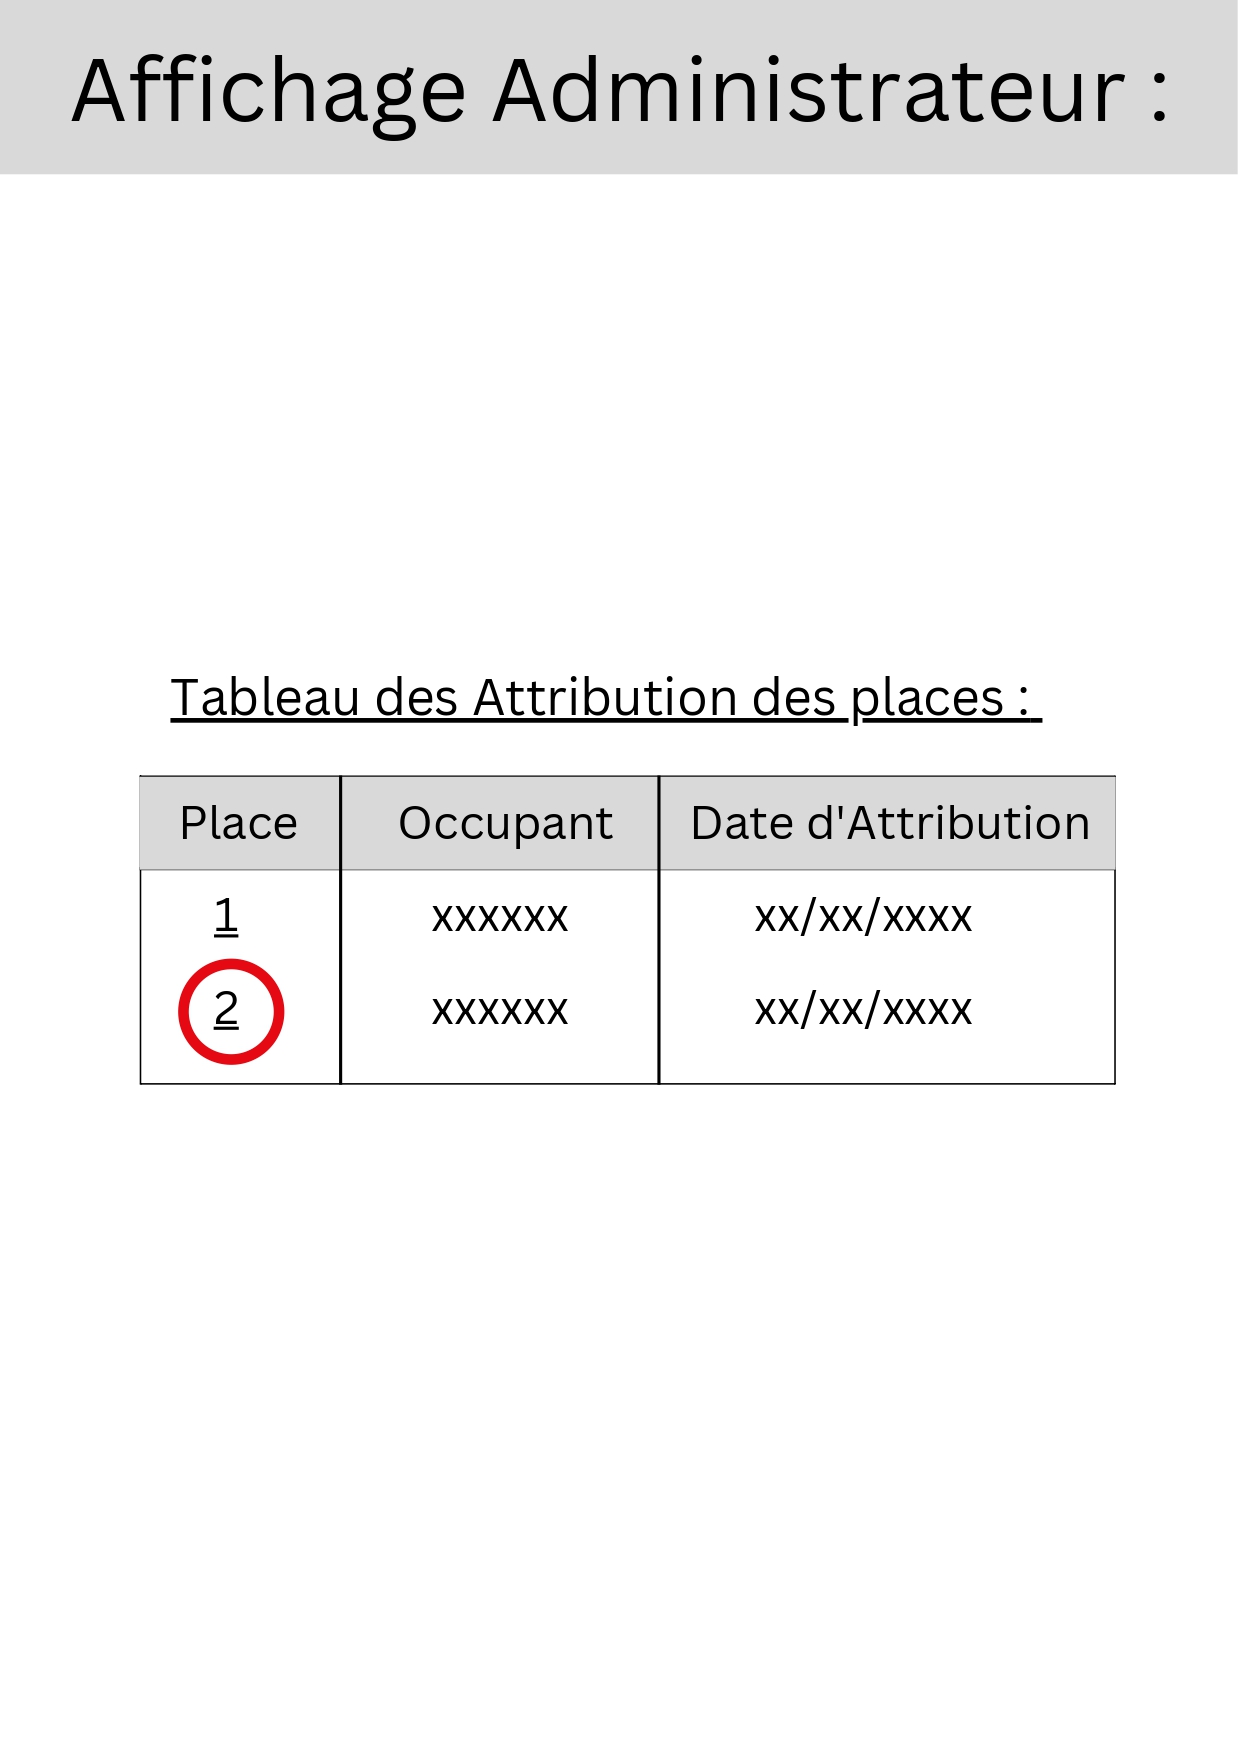 Affichage Administrateur :
Tableau des Attribution des places :
Place Occupant Date d'Attribution
1 xxxxxx xx/xx/xxxx
2 xxxxxx xx/xx/xxxx